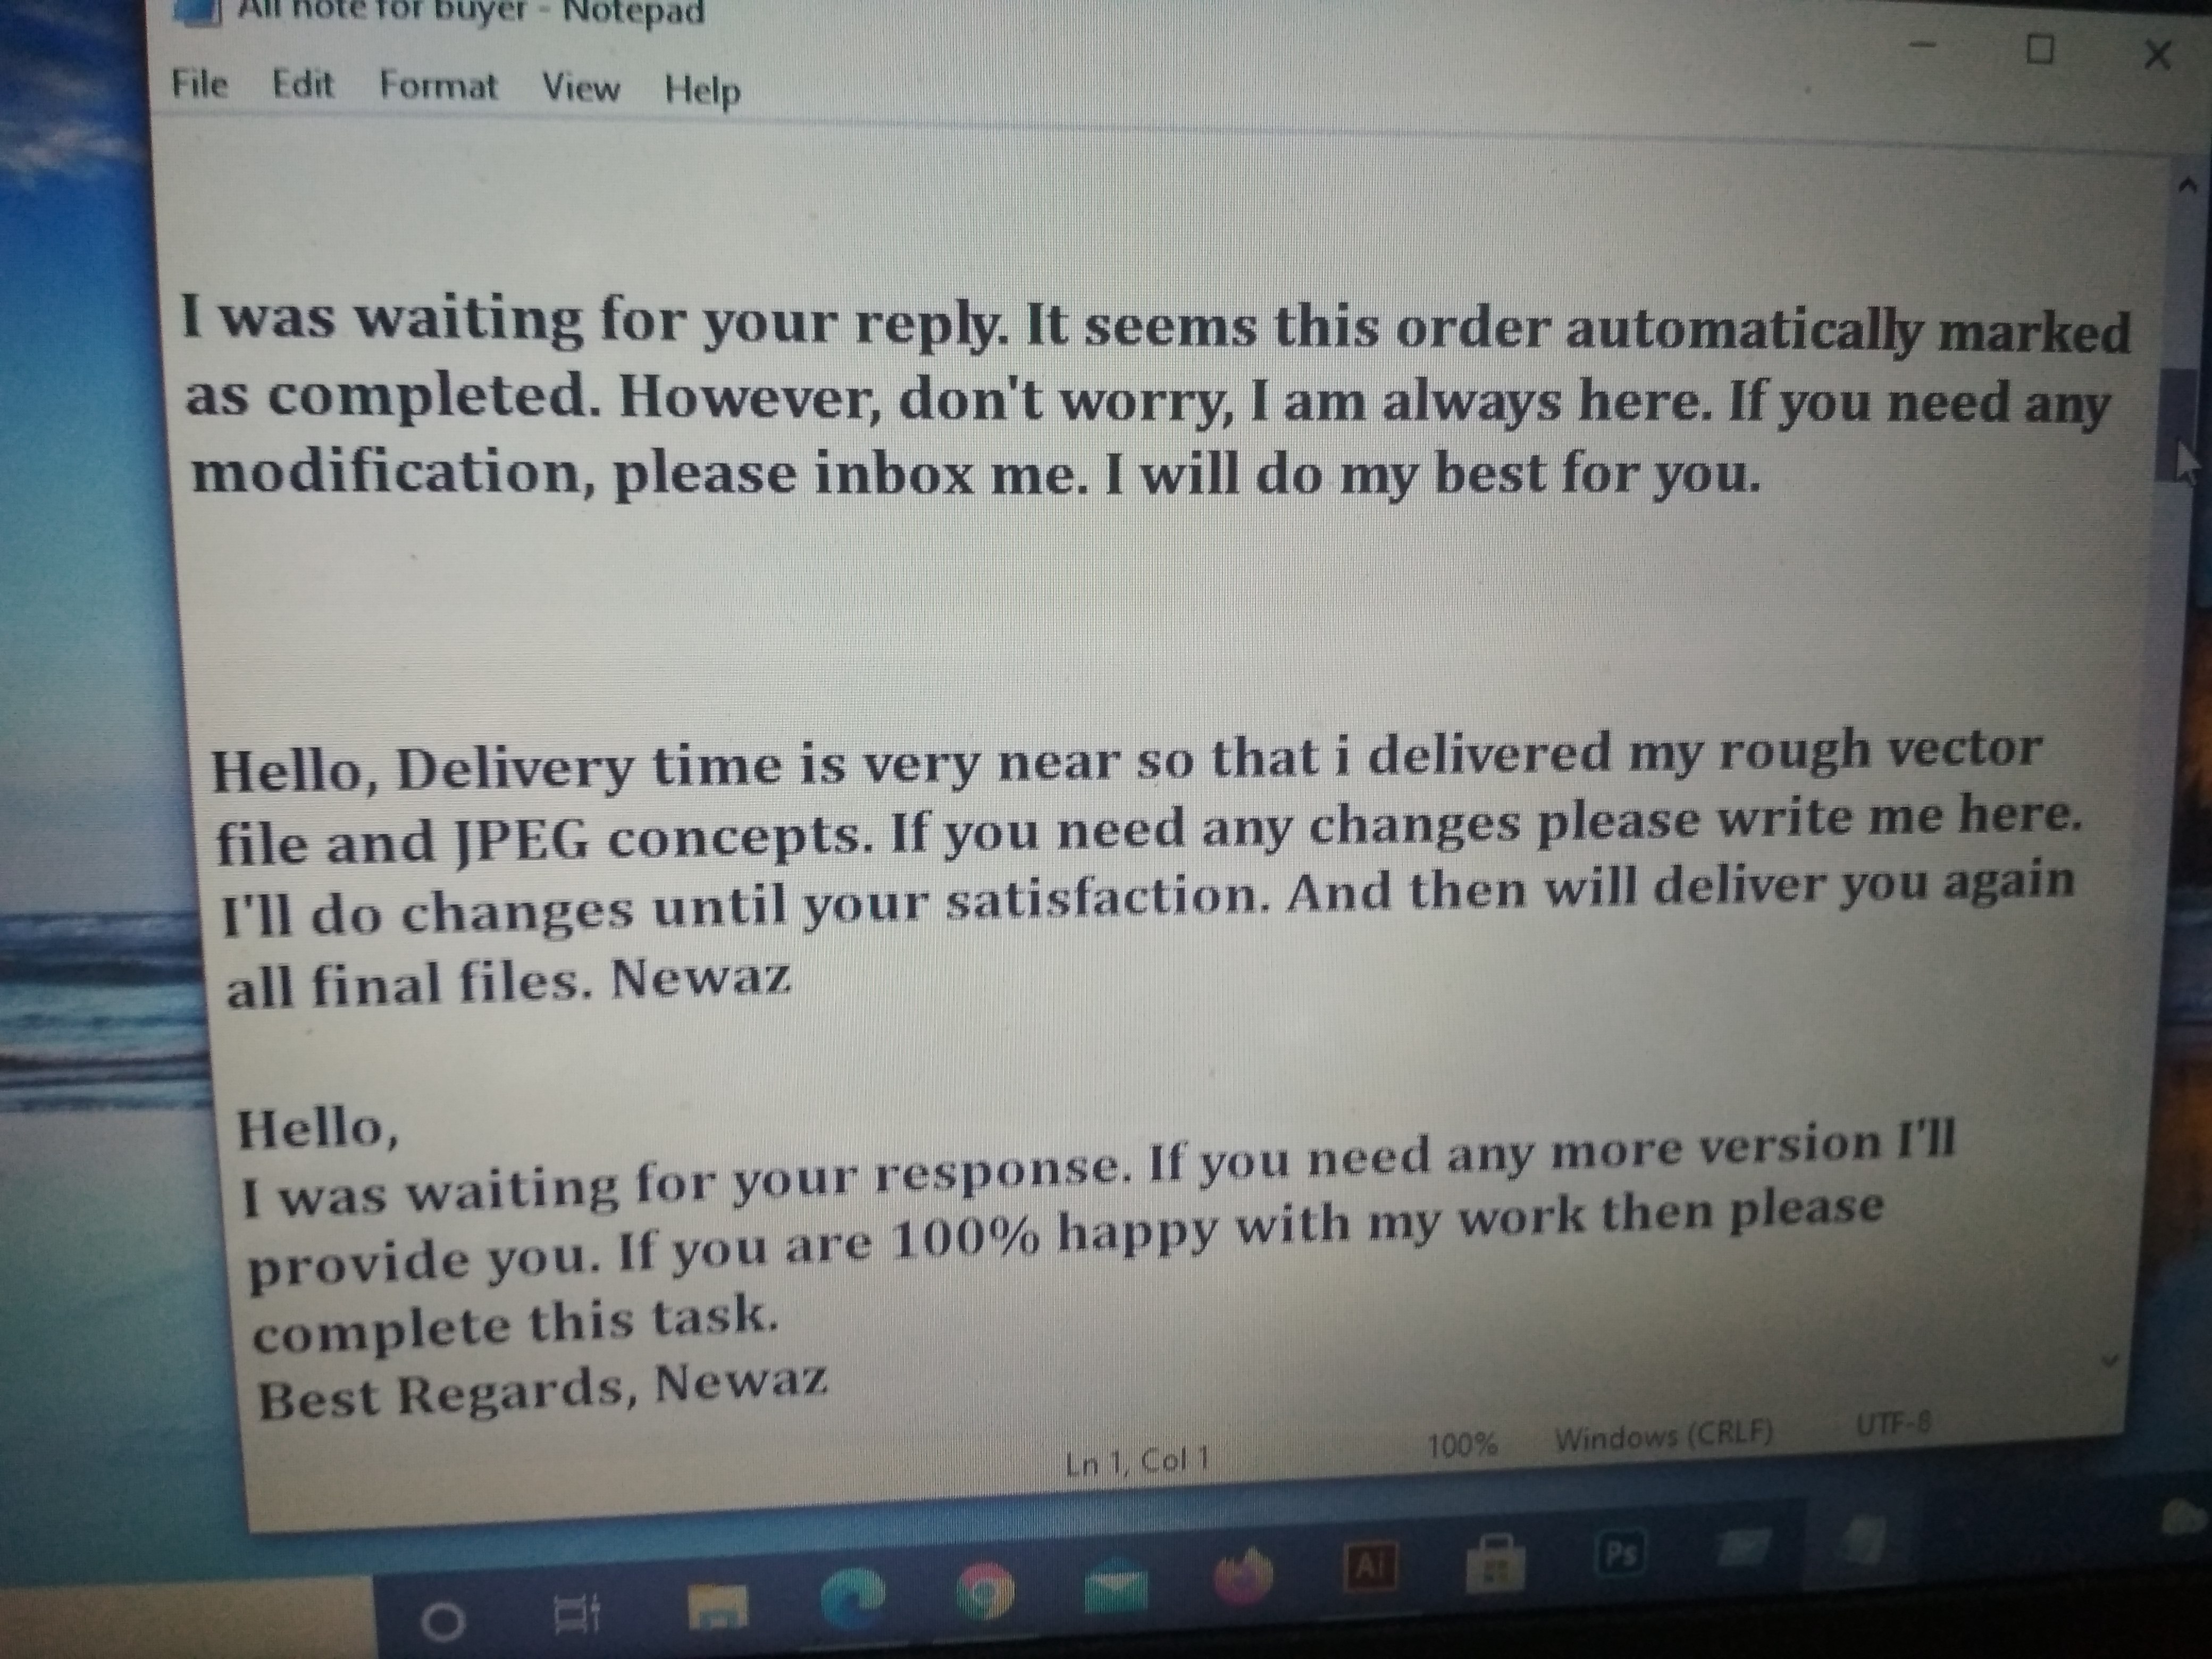 All note for buyer - Notepad
File Edit Format View Help
I was waiting for your reply. It seems this order automatically marked
as completed. However, don't worry, I am always here. If you need any
modification, please inbox me. I will do my best for you.
Hello, Delivery time is very near so that i delivered my rough vector
file and JPEG concepts. If you need any changes please write me here.
I'll do changes until your satisfaction. And then will deliver you again
all final files. Newaz
Hello,
I was waiting for your response. If you need any more version I'll
provide you. If you are 100% happy with my work then please
complete this task.
Best Regards, Newaz
Ln 1, Col 1 100% Windows (CRLF) UTF-8
Ai Ps